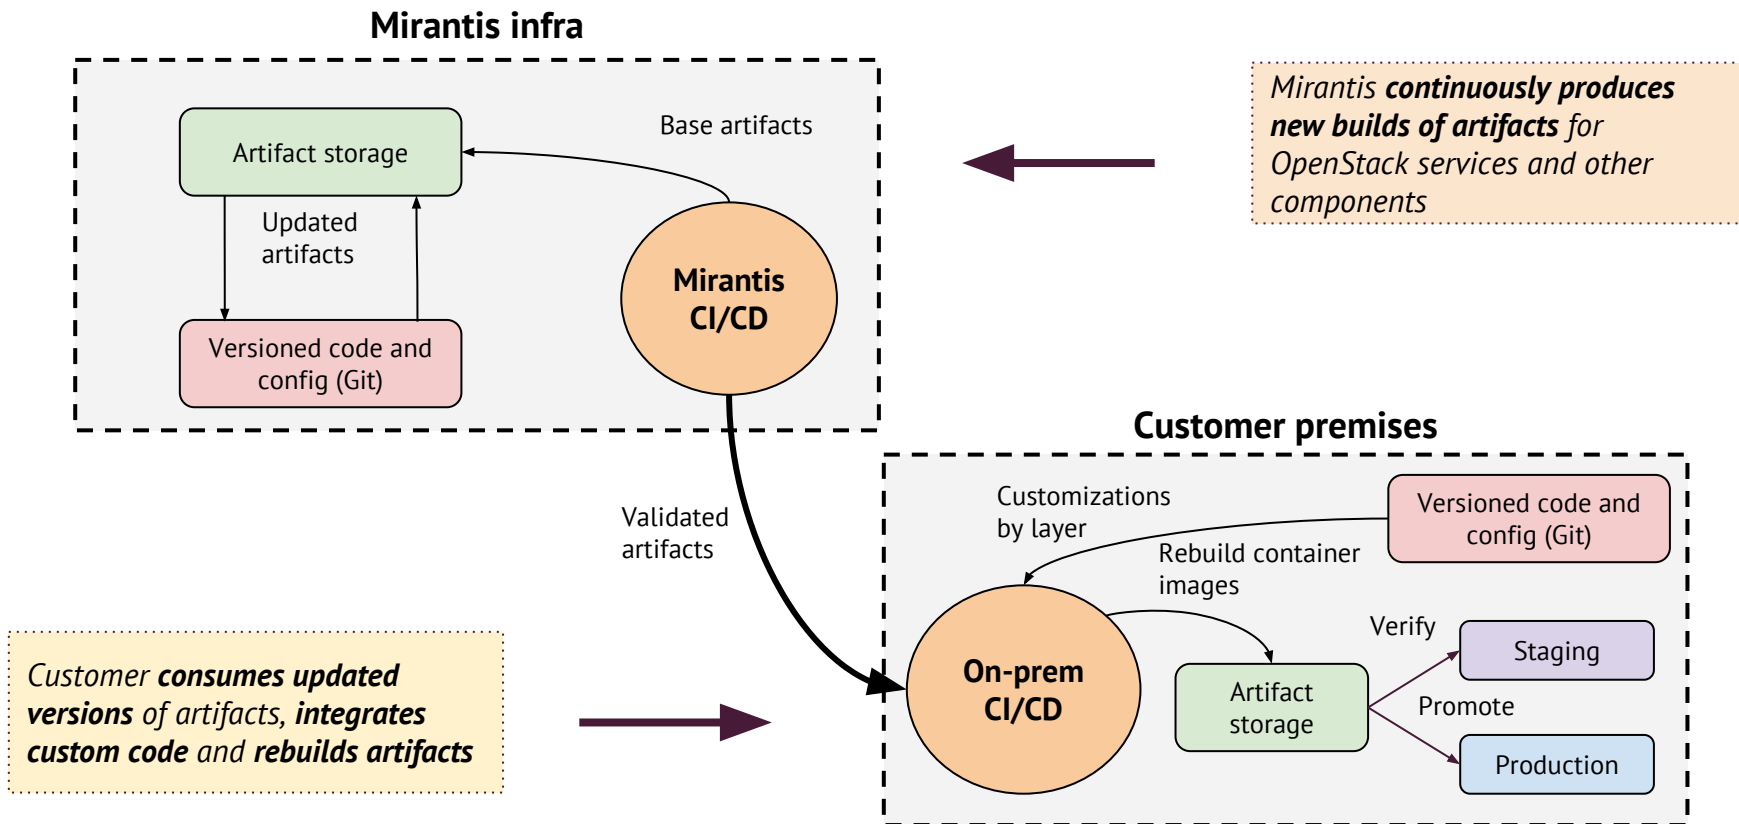 Mirantis infra
Base artifacts
Artifact storage
Updated
artifacts
Mirantis
CI/CD
Versioned code and
config (Git)
Mirantis continuously produces
new builds of artifacts for
OpenStack services and other
components
Customer premises
Validated
artifacts
Customizations
by layer
Versioned code and
config (Git)
Rebuild container
images
On-prem
CI/CD
Artifact
storage
Verify
Staging
Promote
Production
Customer consumes updated
versions of artifacts, integrates
custom code and rebuilds artifacts